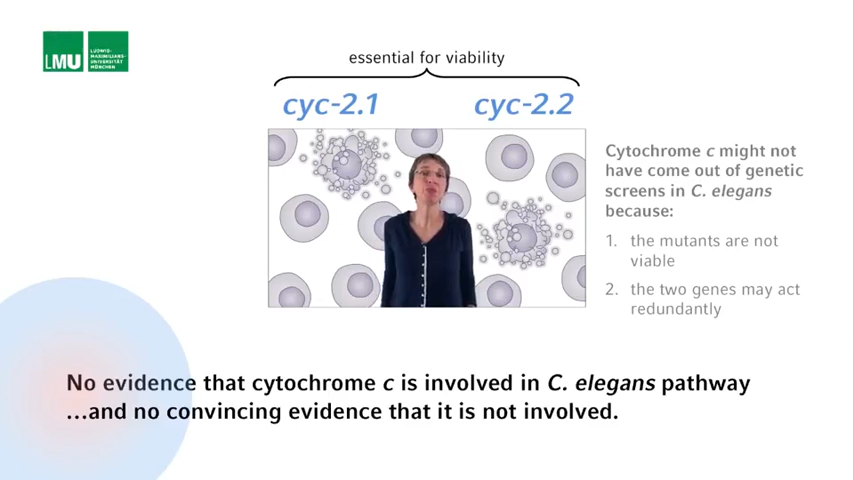 LMU
LUDWIG-
MAXIMILIANS-
UNIVERSITÄT
MÜNCHEN
essential for viability
cyc-2.1
cyc-2.2
Cytochrome c might not
have come out of genetic
screens in C. elegans
because:
1. the mutants are not
viable
2. the two genes may act
redundantly
No evidence that cytochrome c is involved in C. elegans pathway
...and no convincing evidence that it is not involved.